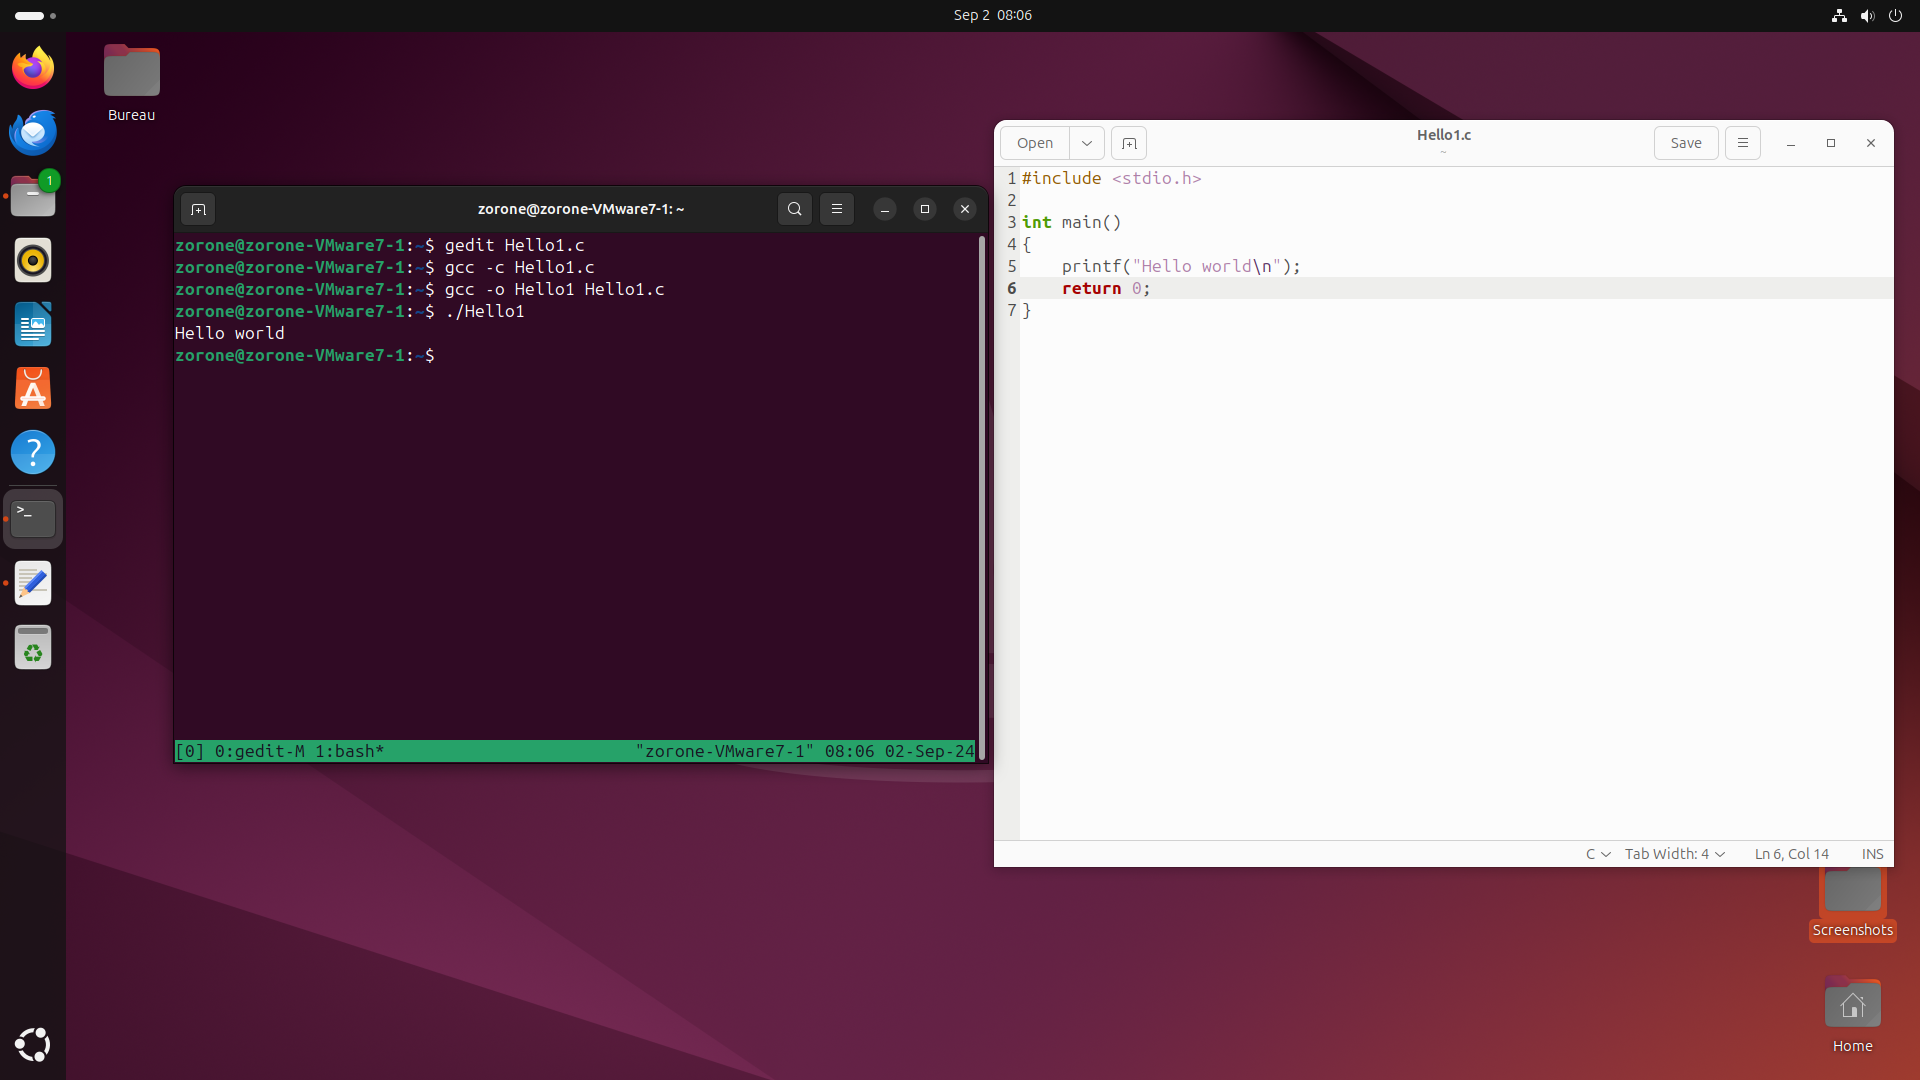 Sep 2 08:06
Bureau
1
zorone@zorone-VMware7-1: ~
zorone@zorone-VMware7-1:~$ gedit Hello1.c
zorone@zorone-VMware7-1:~$ gcc -c Hello1.c
zorone@zorone-VMware7-1:~$ gcc -o Hello1 Hello1.c
zorone@zorone-VMware7-1:~$ ./Hello1
Hello world
zorone@zorone-VMware7-1:~$
[0] 0:gedit-M 1:bash* "zorone-VMware7-1" 08:06 02-Sep-24
Open Hello1.c Save
~
1 #include <stdio.h>
2
3 int main()
4 {
5     printf("Hello world\n");
6     return 0;
7 }
C Tab Width: 4 Ln 6, Col 14 INS
Screenshots
Home